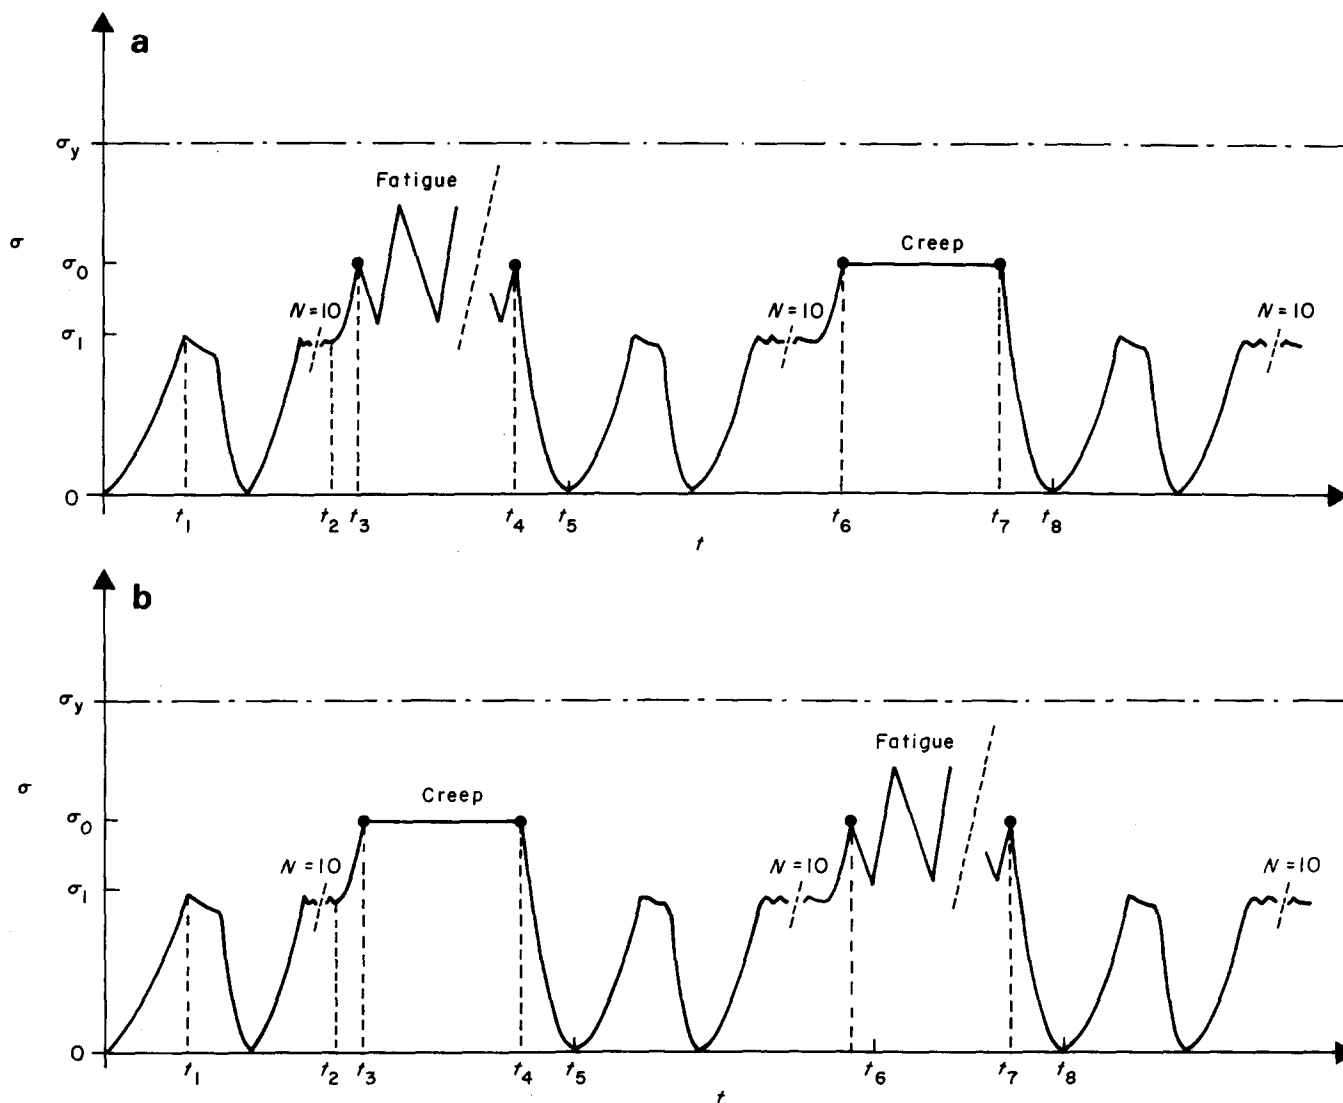 a
σy
Fatigue
σ
Creep
σ0
N=10
N=10
N=10
σ1
0
t1
t2
t3
t4
t5
t6
t7
t8
t
b
σy
Fatigue
σ
Creep
σ0
N=10
N=10
N=10
σ1
0
t1
t2
t3
t4
t5
t6
t7
t8
t